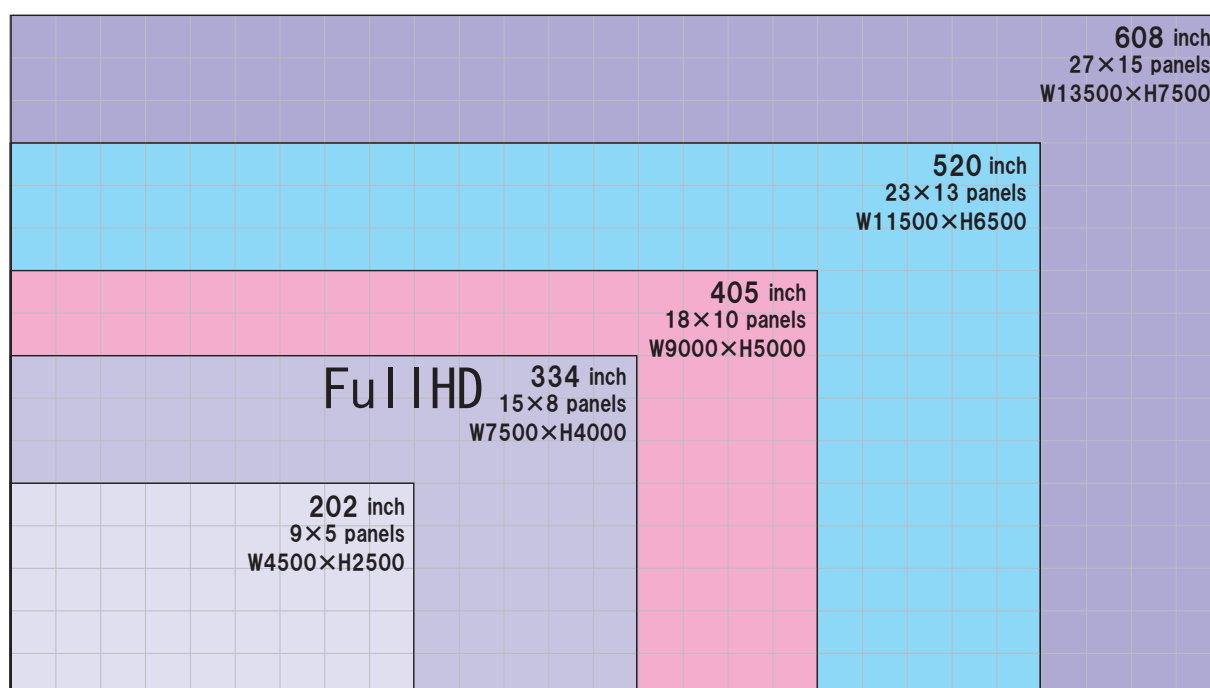 608 inch
27×15 panels
W13500×H7500
520 inch
23×13 panels
W11500×H6500
405 inch
18×10 panels
W9000×H5000
FullHD 334 inch
15×8 panels
W7500×H4000
202 inch
9×5 panels
W4500×H2500